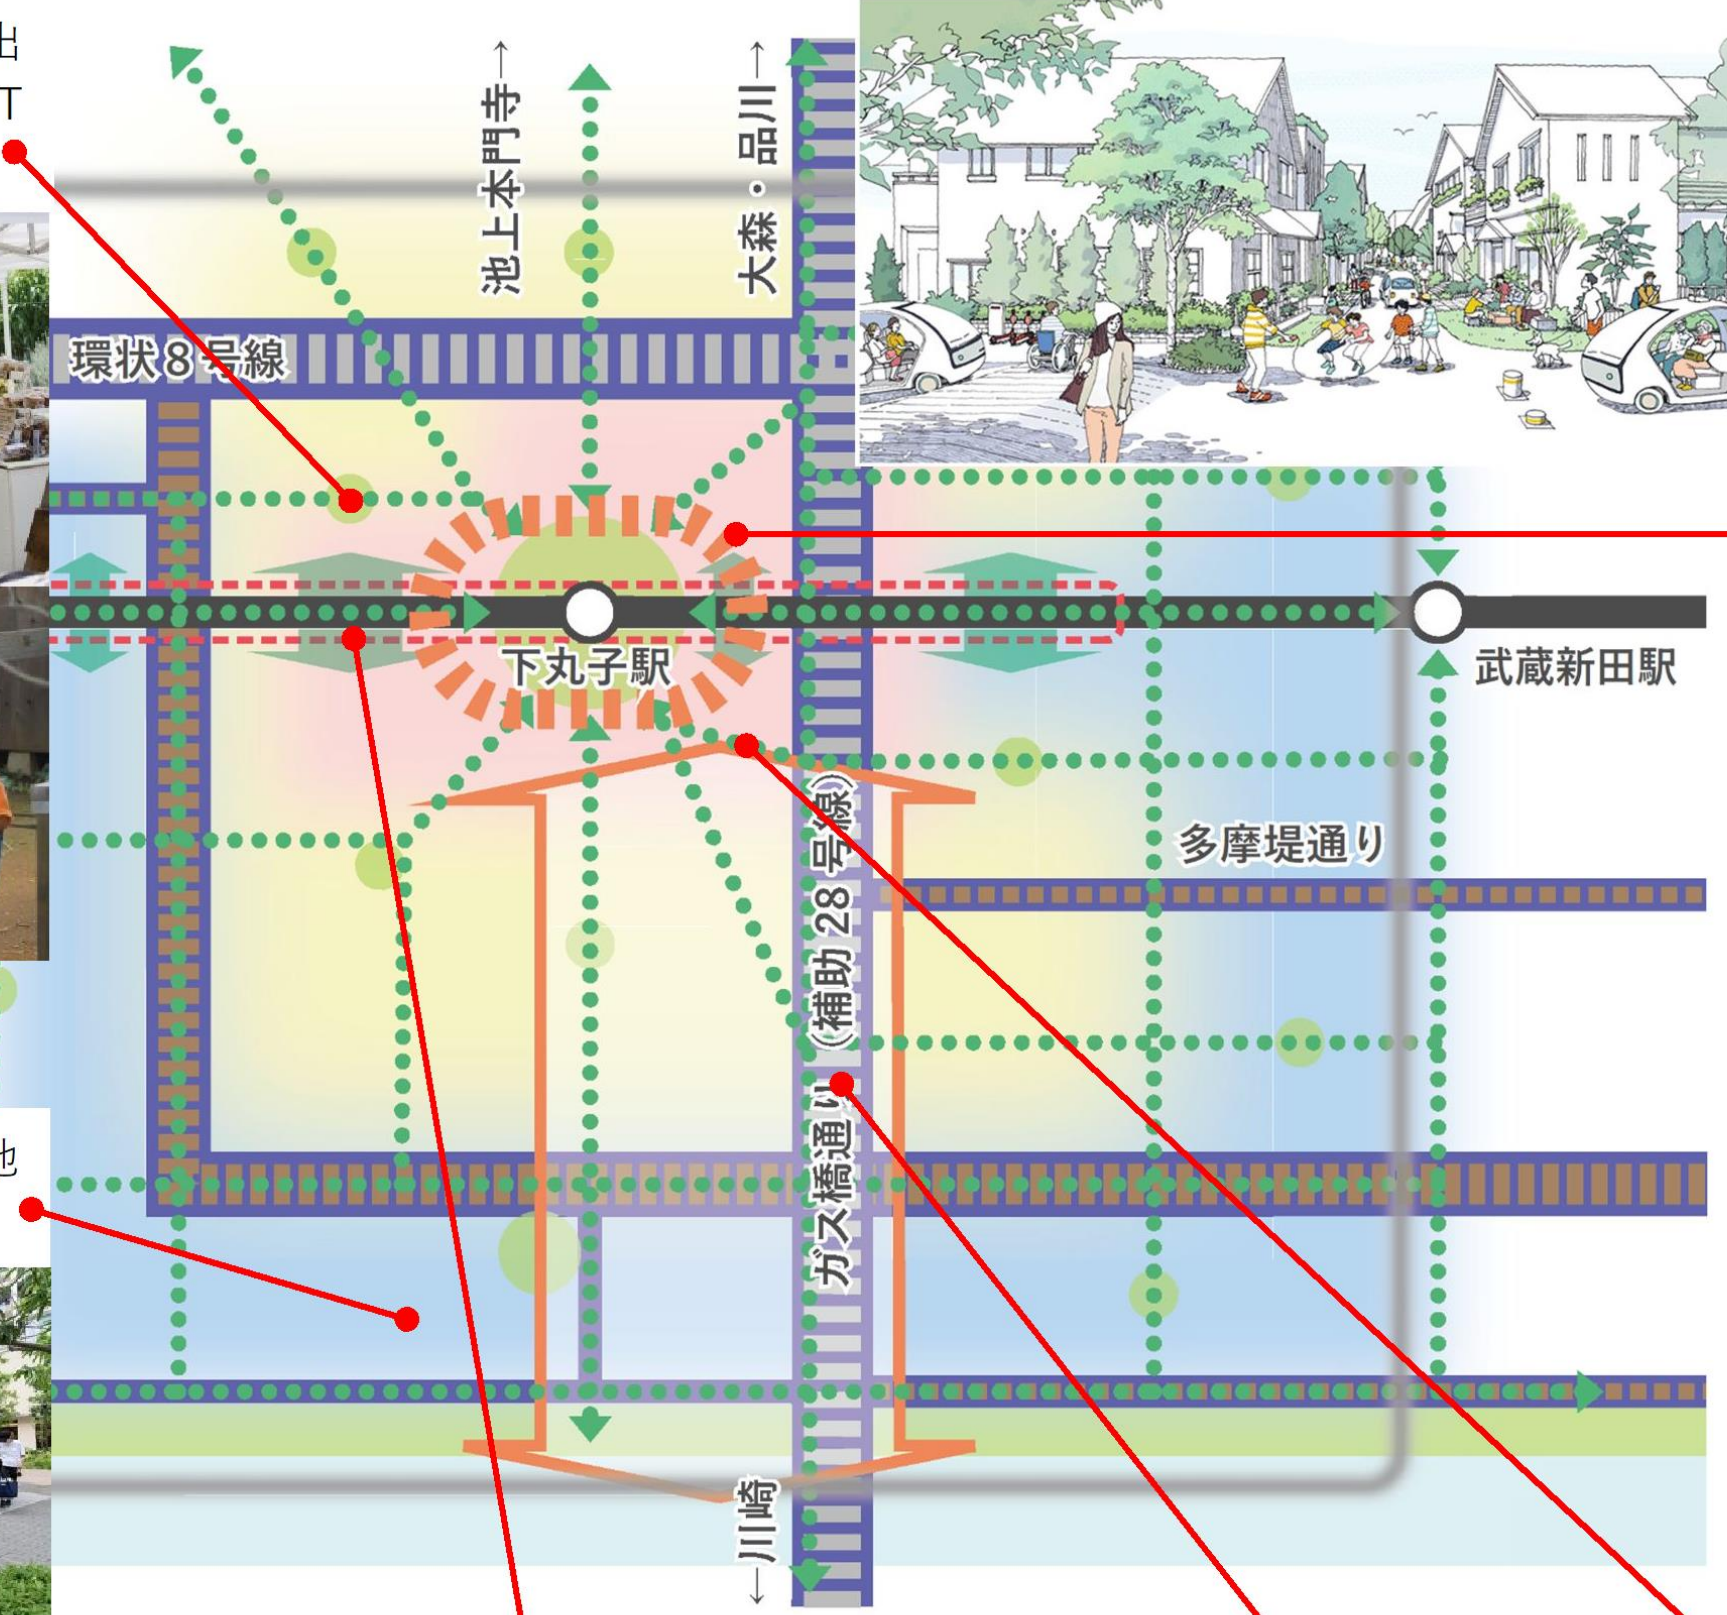 出
T
池上本門寺→
大森・品川→
環状8号線
下丸子駅
武蔵新田駅
多摩堤通り
ガス橋通り（補助28号線）
地
←川崎